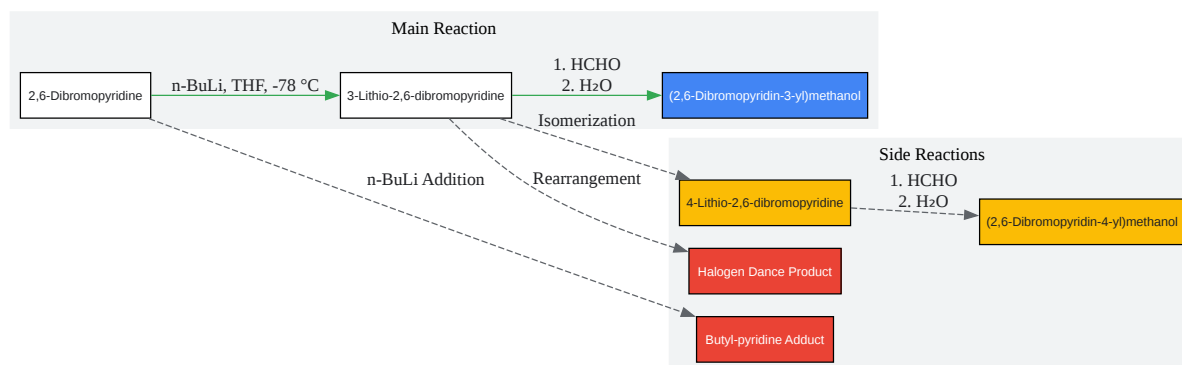 Main Reaction
2,6-Dibromopyridine
n-BuLi, THF, -78 °C
3-Lithio-2,6-dibromopyridine
1. HCHO
2. H₂O
(2,6-Dibromopyridin-3-yl)methanol
Isomerization
Rearrangement
n-BuLi Addition
Side Reactions
4-Lithio-2,6-dibromopyridine
1. HCHO
2. H₂O
(2,6-Dibromopyridin-4-yl)methanol
Halogen Dance Product
Butyl-pyridine Adduct